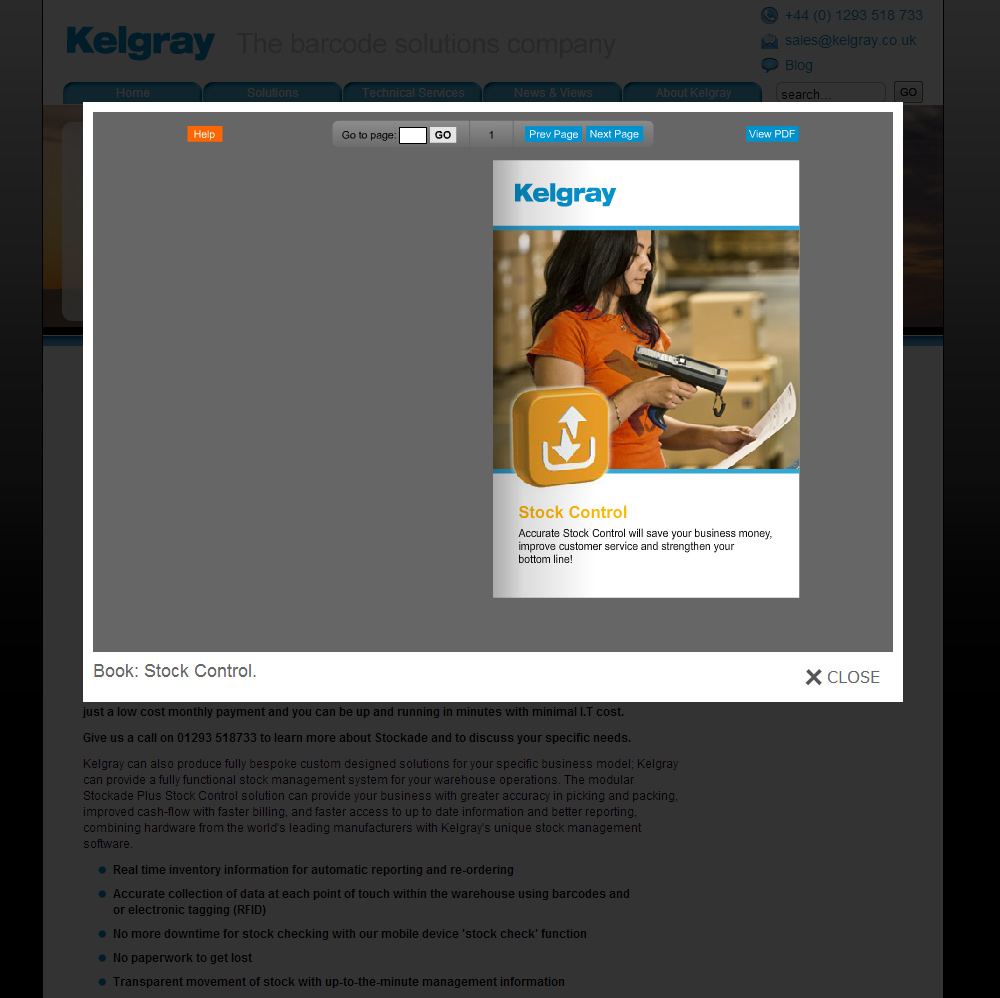 Kelgray The barcode solutions company
+44 (0) 1293 518 733
sales@kelgray.co.uk
Blog
Home Solutions Technical Services News & Views About Kelgray search... GO
Help Go to page: GO 1 Prev Page Next Page View PDF
Kelgray
Stock Control
Accurate Stock Control will save your business money,
improve customer service and strengthen your
bottom line!
Book: Stock Control.
CLOSE
just a low cost monthly payment and you can be up and running in minutes with minimal I.T cost.
Give us a call on 01293 518733 to learn more about Stockade and to discuss your specific needs.
Kelgray can also produce fully bespoke custom designed solutions for your specific business model; Kelgray
can provide a fully functional stock management system for your warehouse operations. The modular
Stockade Plus Stock Control solution can provide your business with greater accuracy in picking and packing,
improved cash-flow with faster billing, and faster access to up to date information and better reporting,
combining hardware from the world's leading manufacturers with Kelgray's unique stock management
software.
Real time inventory information for automatic reporting and re-ordering
Accurate collection of data at each point of touch within the warehouse using barcodes and
or electronic tagging (RFID)
No more downtime for stock checking with our mobile device 'stock check' function
No paperwork to get lost
Transparent movement of stock with up-to-the-minute management information